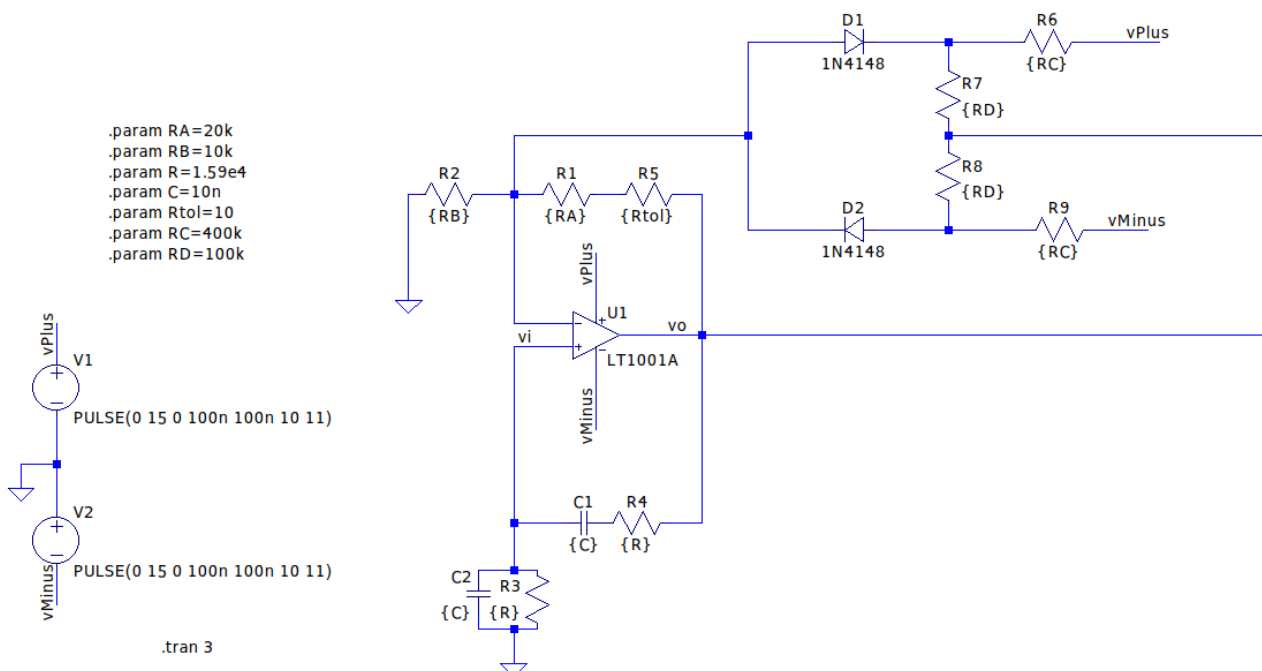 D1
1N4148
R6
{RC}
vPlus
R7
{RD}
.param RA=20k
.param RB=10k
.param R=1.59e4
.param C=10n
.param Rtol=10
.param RC=400k
.param RD=100k
R2
{RB}
R1
{RA}
R5
{Rtol}
R8
{RD}
D2
1N4148
R9
{RC}
vMinus
vPlus
U1
vi
vo
LT1001A
vMinus
vPlus
V1
PULSE(0 15 0 100n 100n 10 11)
V2
PULSE(0 15 0 100n 100n 10 11)
vMinus
C1
{C}
R4
{R}
C2
{C}
R3
{R}
.tran 3